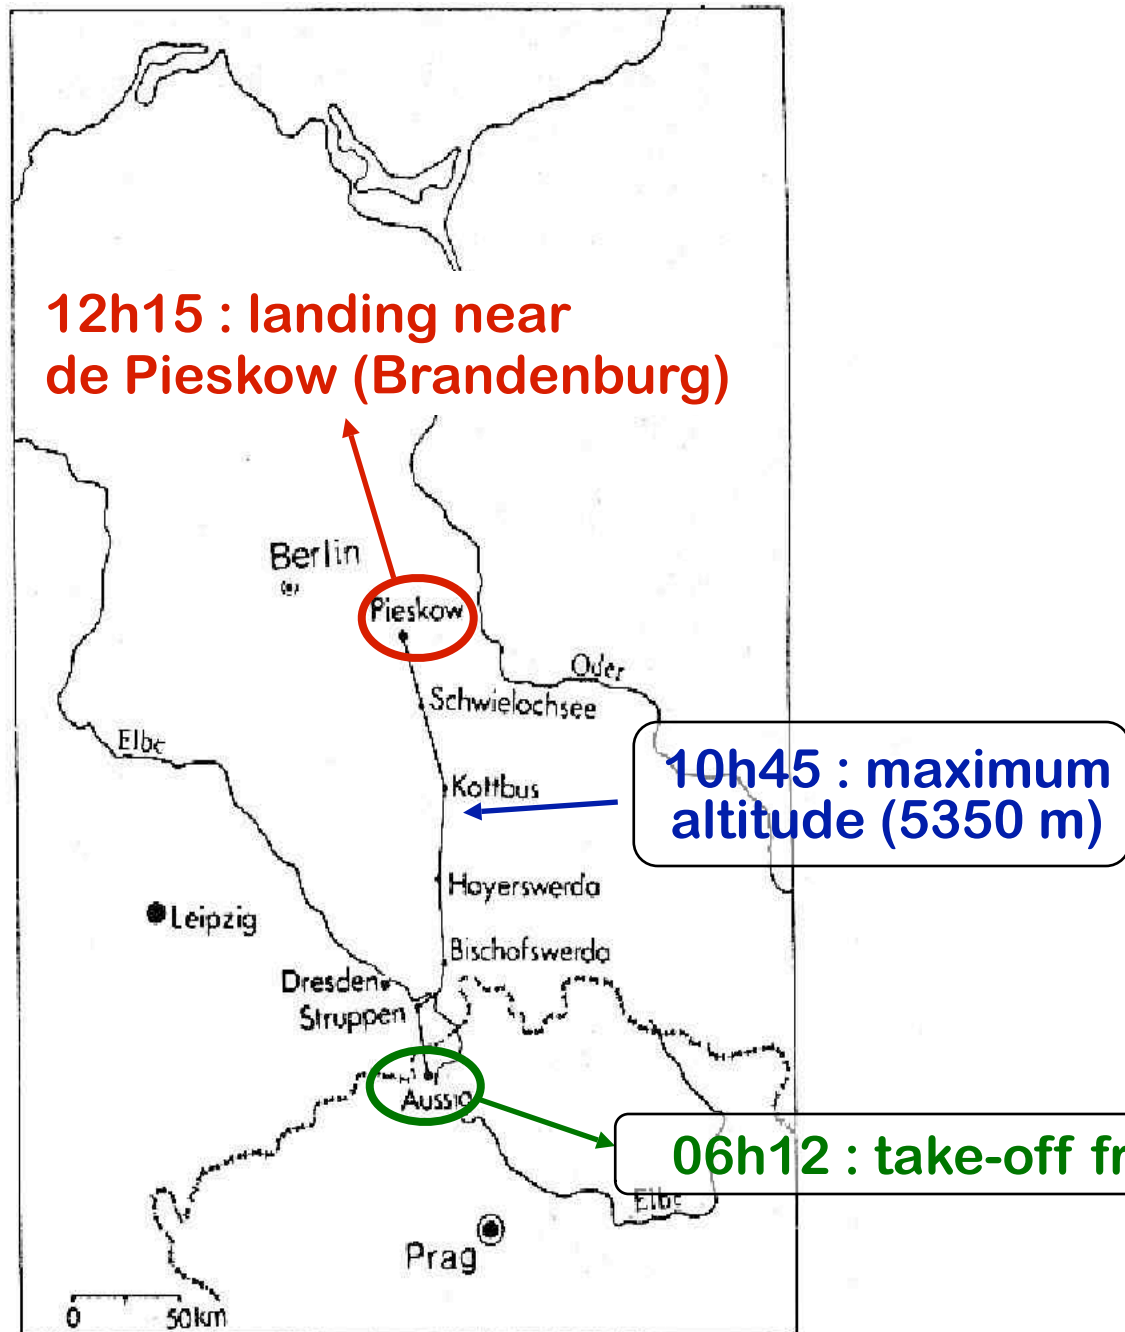 12h15 : landing near
de Pieskow (Brandenburg)
Berlin
Pieskow
Oder
Schwielochsee
Elbe
10h45 : maximum
altitude (5350 m)
Kottbus
Hoyerswerda
Leipzig
Bischofswerda
Dresden
Struppen
Aussig
06h12 : take-off fr
Elbe
Prag
0 50km